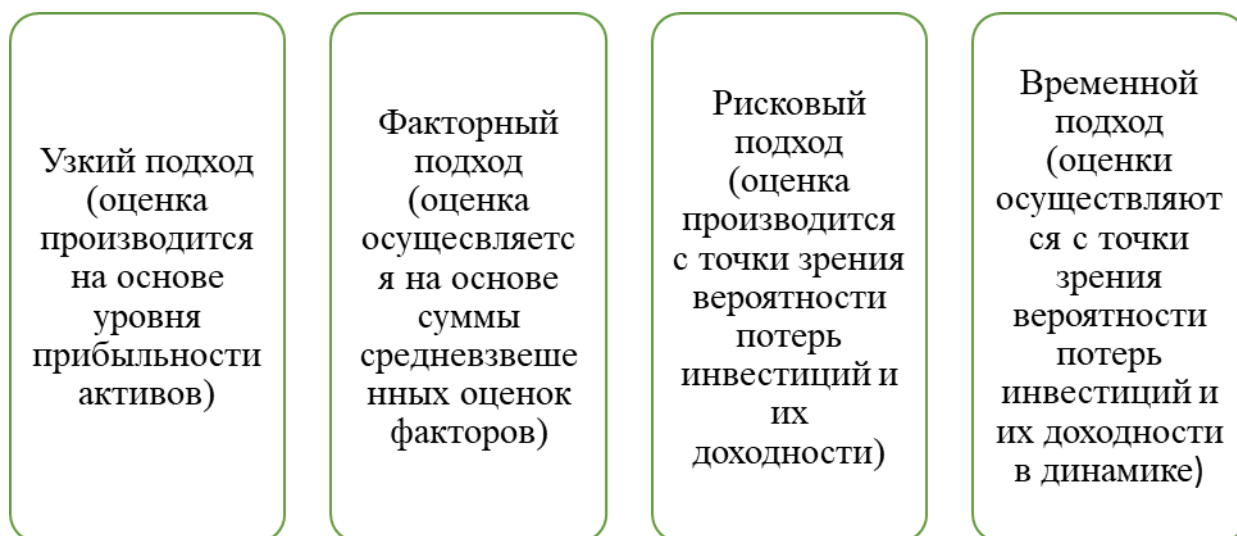 Узкий подход
(оценка
производится
на основе
уровня
прибыльности
активов)
Факторный
подход
(оценка
осущесвляетс
я на основе
суммы
средневзвеше
нных оценок
факторов)
Рисковый
подход
(оценка
производится
с точки зрения
вероятности
потерь
инвестиций и
их
доходности)
Временной
подход
(оценки
осуществляют
ся с точки
зрения
вероятности
потерь
инвестиций и
их доходности
в динамике)